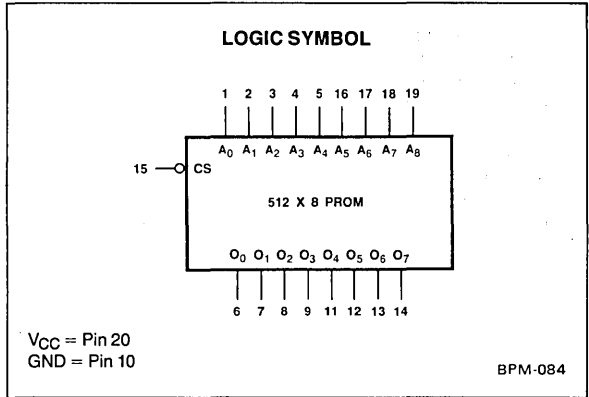 LOGIC SYMBOL
1 2 3 4 5 16 17 18 19
A0 A1 A2 A3 A4 A5 A6 A7 A8
15 CS
512 X 8 PROM
O0 O1 O2 O3 O4 O5 O6 O7
6 7 8 9 11 12 13 14
VCC = Pin 20
GND = Pin 10
BPM-084